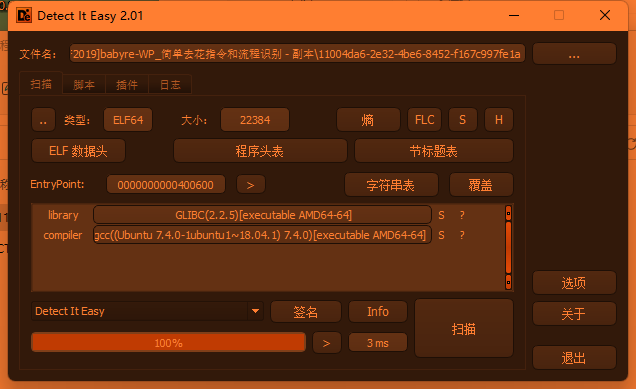 Detect It Easy 2.01
文件名: F2019]babyre-WP_简单去花指令和流程识别 - 副本\11004da6-2e32-4be6-8452-f167c997fe1a ...
扫描 脚本 插件 日志
.. 类型: ELF64 大小: 22384 熵 FLC S H
ELF 数据头 程序头表 节标题表
EntryPoint: 0000000000400600 > 字符串表 覆盖
library GLIBC(2.2.5)[executable AMD64-64] S ?
compiler gcc((Ubuntu 7.4.0-1ubuntu1~18.04.1) 7.4.0)[executable AMD64-64] S ?
选项
Detect It Easy 签名 Info 扫描 关于
100% > 3 ms
退出